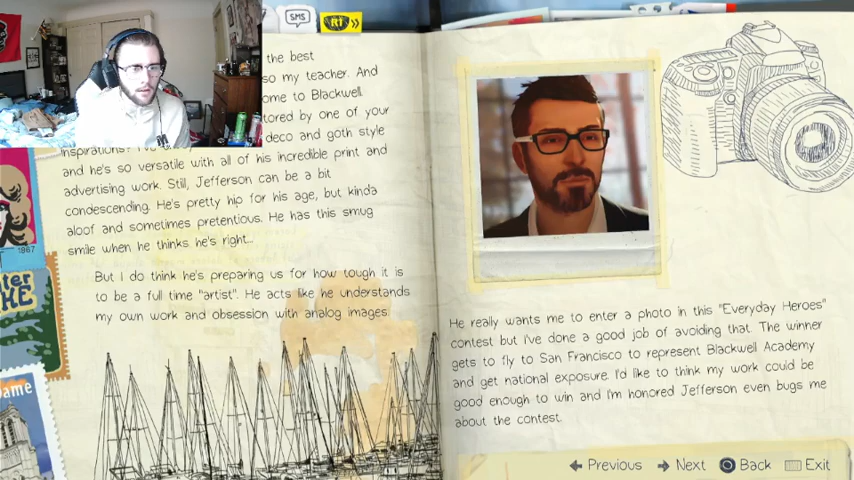 SMS
R1
the best
so my teacher. And
ome to Blackwell.
tored by one of your
inspirations?
deco and goth style
and he's so versatile with all of his incredible print and
advertising work. Still, Jefferson can be a bit
condescending. He's pretty hip for his age, but kinda
aloof and sometimes pretentious. He has this smug
smile when he thinks he's right...
But I do think he's preparing us for how tough it is
to be a full time "artist". He acts like he understands
my own work and obsession with analog images.
1967
He really wants me to enter a photo in this "Everyday Heroes"
contest but I've done a good job of avoiding that. The winner
gets to fly to San Francisco to represent Blackwell Academy
and get national exposure. I'd like to think my work could be
good enough to win and I'm honored Jefferson even bugs me
about the contest.
Previous Next Back Exit